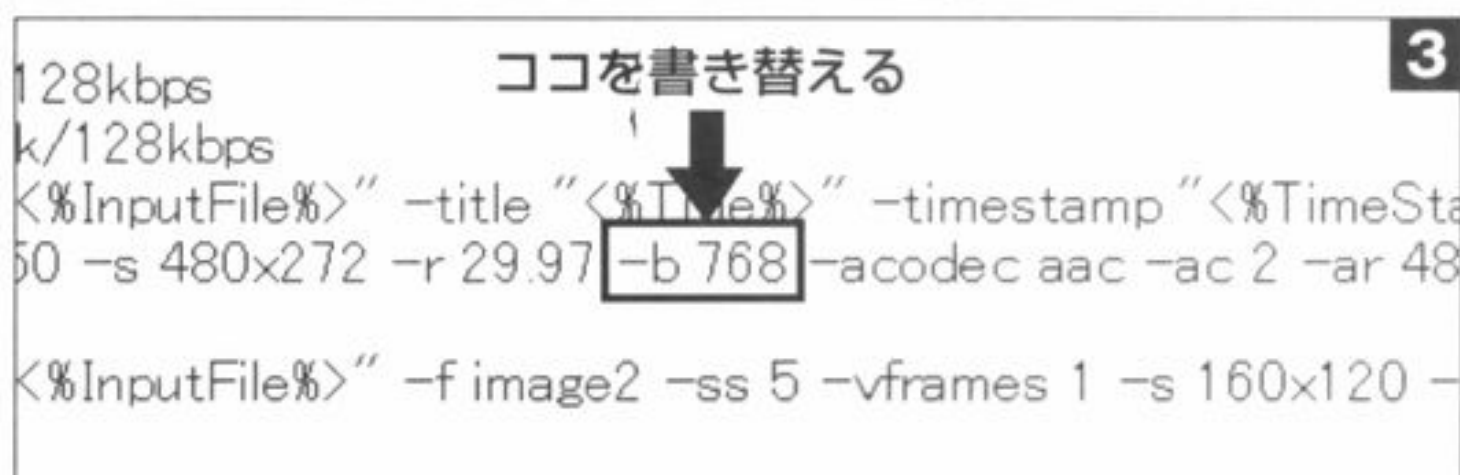 ココを書き替える
3
128kbps
k/128kbps
<%InputFile%>" -title "<%Title%>" -timestamp "<%TimeSta
50 -s 480x272 -r 29.97 -b 768 -acodec aac -ac 2 -ar 48
<%InputFile%>" -f image2 -ss 5 -vframes 1 -s 160x120 -